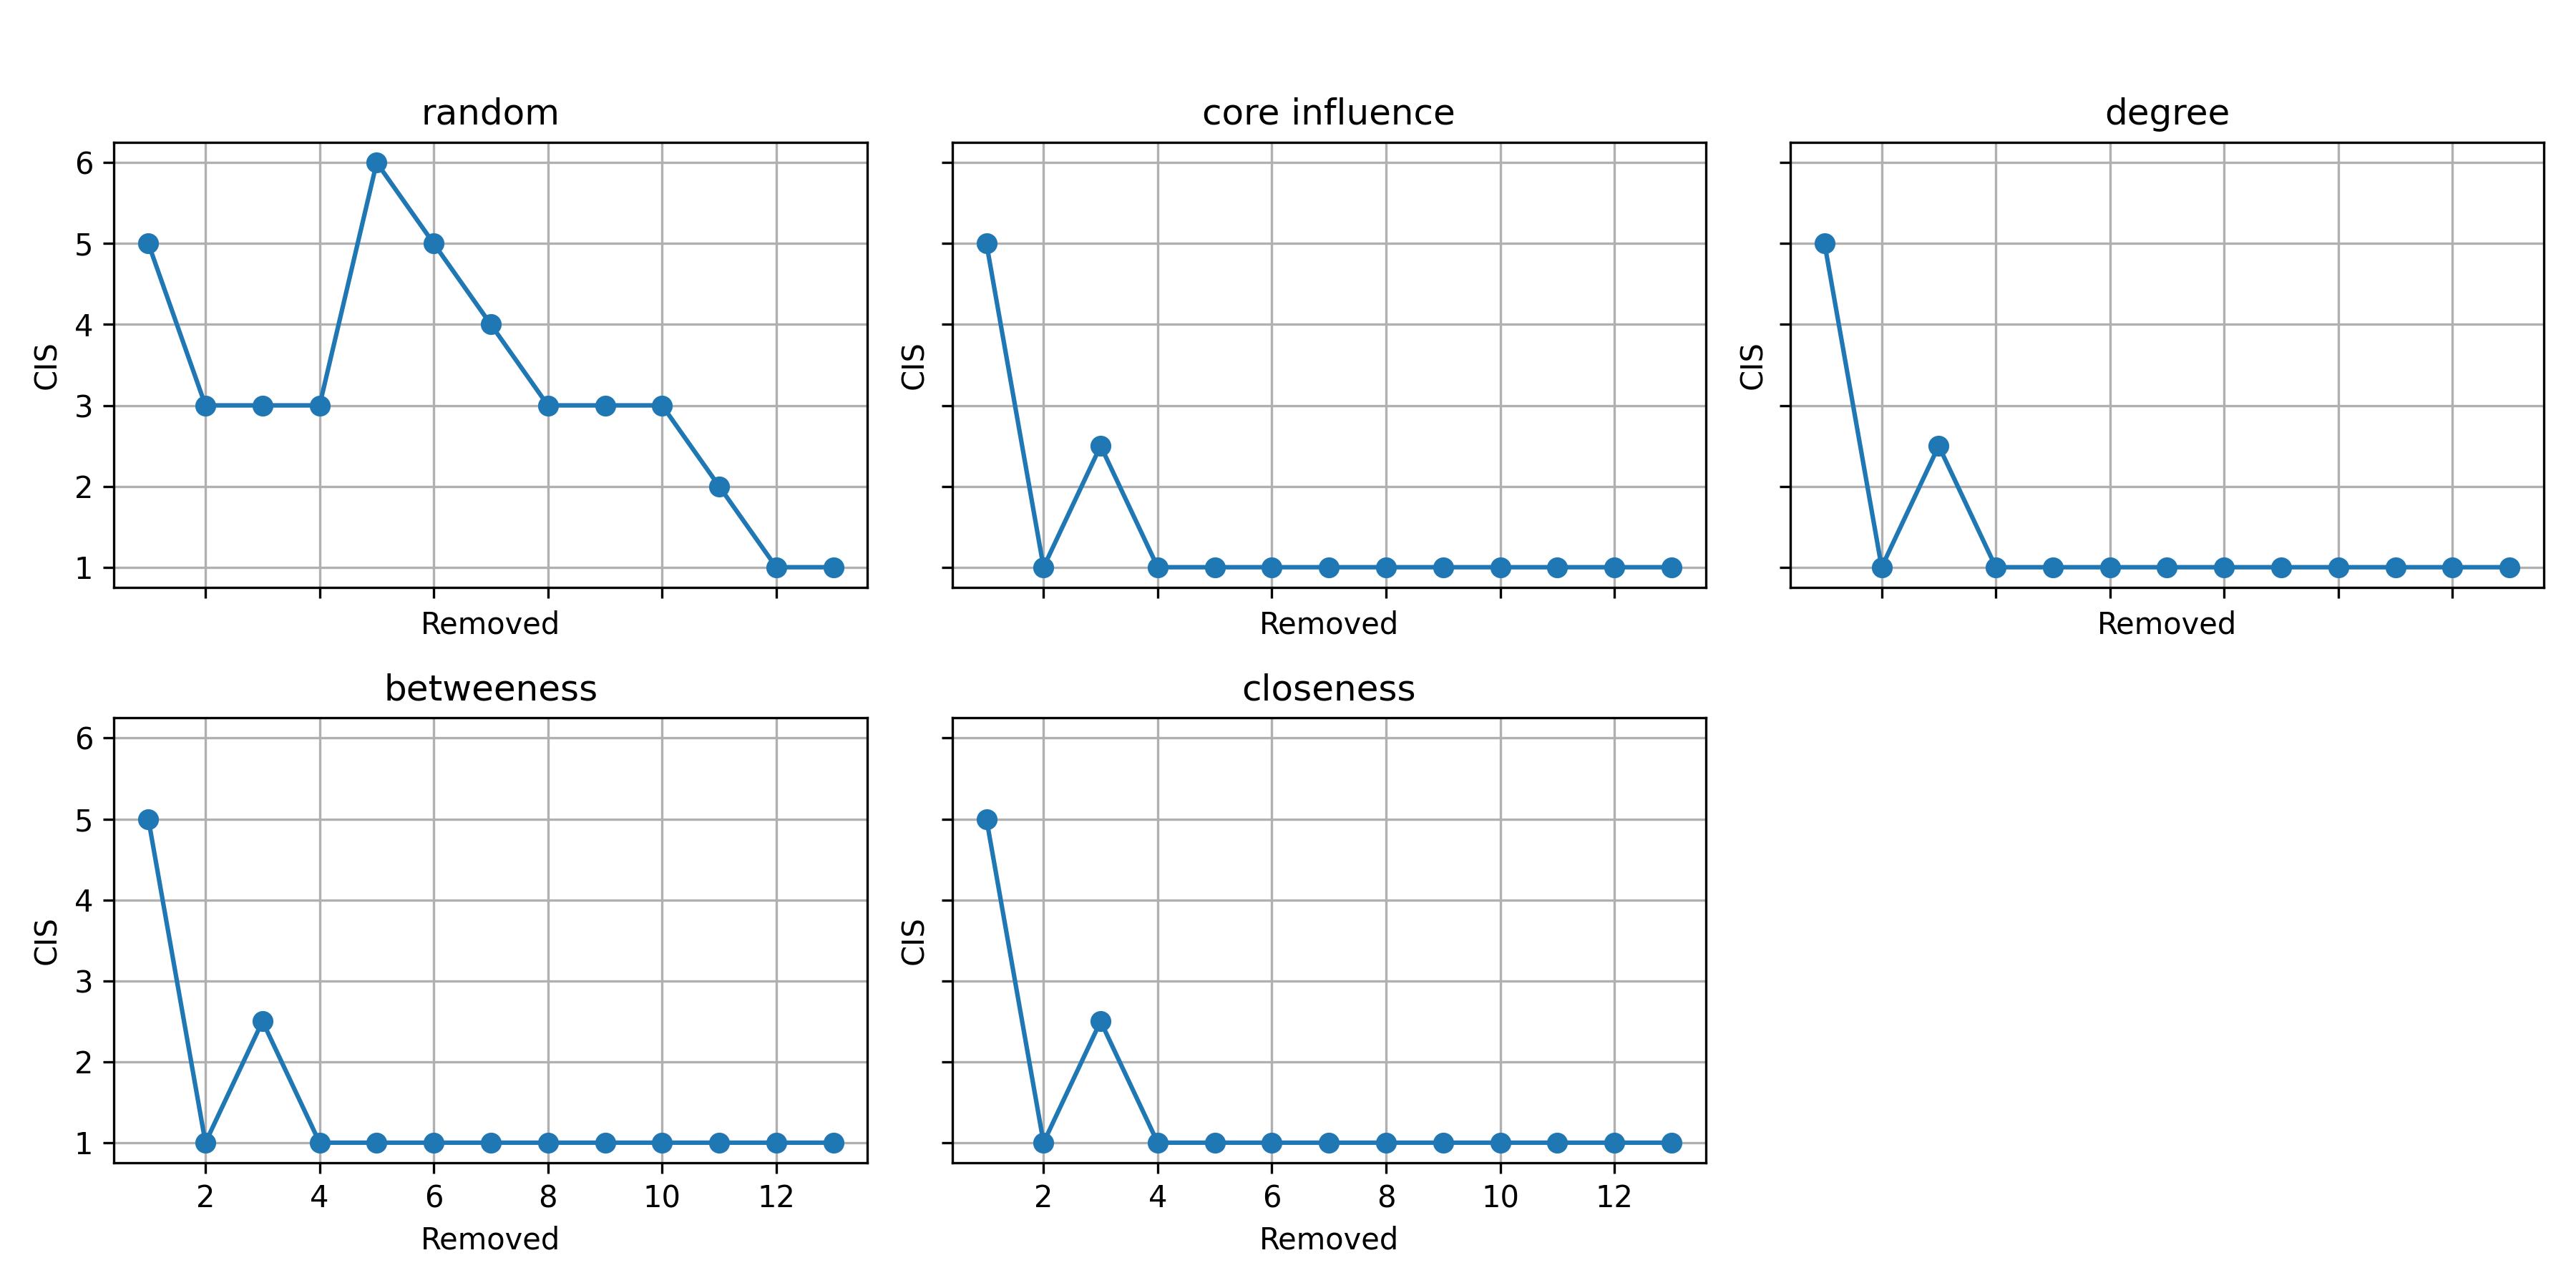 random
core influence
degree
6
5
4
3
2
1
CIS
CIS
CIS
Removed
Removed
Removed
betweeness
closeness
6
5
4
3
2
1
CIS
CIS
2 4 6 8 10 12
2 4 6 8 10 12
Removed
Removed